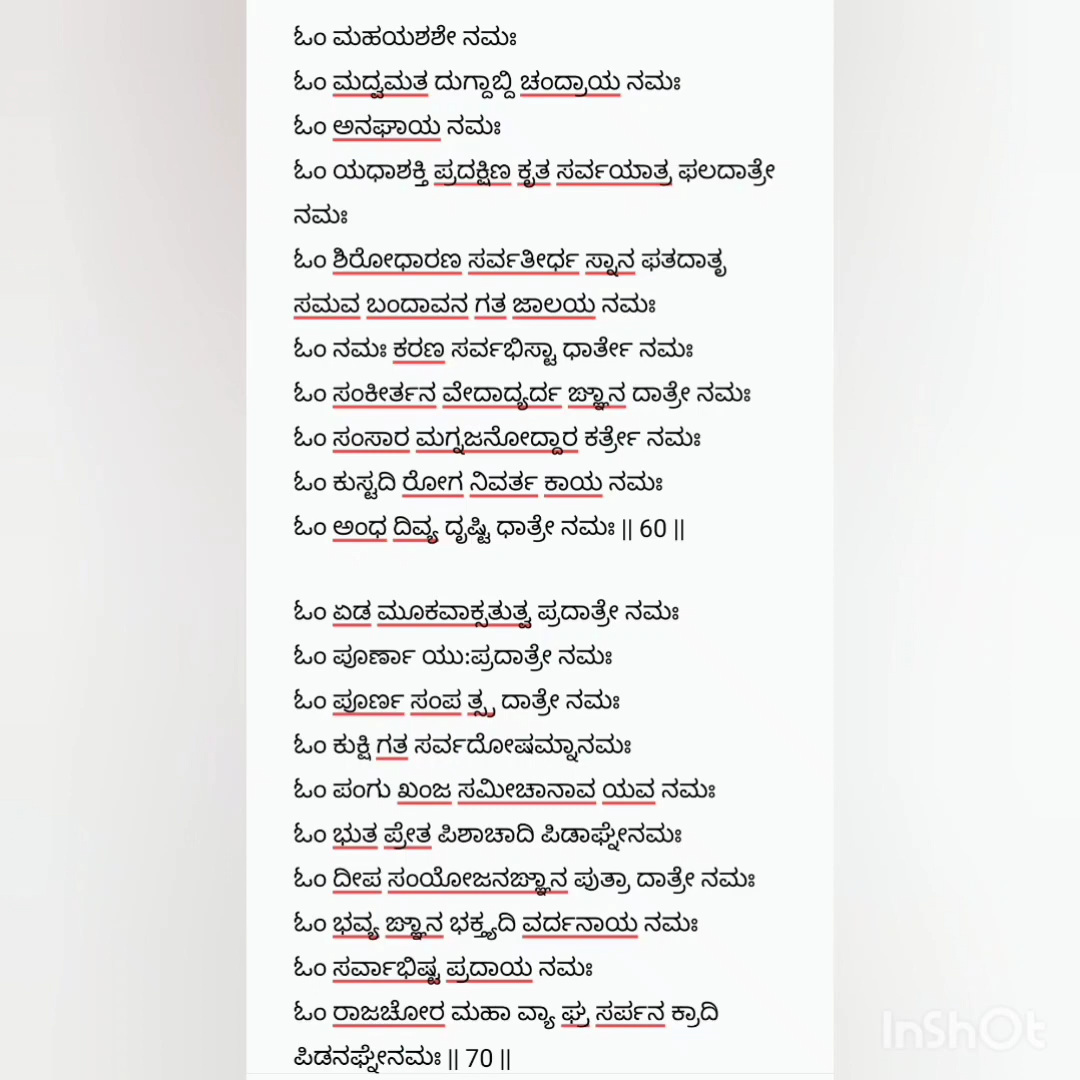 ಓಂ ಮಹಯಶಶೇ ನಮಃ
ಓಂ ಮದ್ವಮತ ದುಗ್ದಾಬ್ದಿ ಚಂದ್ರಾಯ ನಮಃ
ಓಂ ಅನಘಾಯ ನಮಃ
ಓಂ ಯಧಾಶಕ್ತಿ ಪ್ರದಕ್ಷಿಣ ಕೃತ ಸರ್ವಯಾತ್ರ ಫಲದಾತ್ರೇ
ನಮಃ
ಓಂ ಶಿರೋಧಾರಣ ಸರ್ವತೀರ್ಧ ಸ್ನಾನ ಫತದಾತೃ
ಸಮವ ಬಂದಾವನ ಗತ ಜಾಲಯ ನಮಃ
ಓಂ ನಮಃ ಕರಣ ಸರ್ವಭಿಸ್ಟಾ ಧಾರ್ತೇ ನಮಃ
ಓಂ ಸಂಕೀರ್ತನ ವೇದಾದ್ಯರ್ದ ಜ್ಞಾನ ದಾತ್ರೇ ನಮಃ
ಓಂ ಸಂಸಾರ ಮಗ್ನಜನೋದ್ದಾರ ಕರ್ತ್ರೇ ನಮಃ
ಓಂ ಕುಸ್ಟದಿ ರೋಗ ನಿವರ್ತ ಕಾಯ ನಮಃ
ಓಂ ಅಂಧ ದಿವ್ಯ ದೃಷ್ಟಿ ಧಾತ್ರೇ ನಮಃ || 60 ||
ಓಂ ಏಡ ಮೂಕವಾಕ್ಸತುತ್ವ ಪ್ರದಾತ್ರೇ ನಮಃ
ಓಂ ಪೂರ್ಣಾ ಯು:ಪ್ರದಾತ್ರೇ ನಮಃ
ಓಂ ಪೂರ್ಣ ಸಂಪ ತ್ಸ್ರ ದಾತ್ರೇ ನಮಃ
ಓಂ ಕುಕ್ಷಿ ಗತ ಸರ್ವದೋಷಮ್ನಾನಮಃ
ಓಂ ಪಂಗು ಖಂಜ ಸಮೀಚಾನಾವ ಯವ ನಮಃ
ಓಂ ಭುತ ಪ್ರೇತ ಪಿಶಾಚಾದಿ ಪಿಡಾಘ್ನೇನಮಃ
ಓಂ ದೀಪ ಸಂಯೋಜನಜ್ಞಾನ ಪುತ್ರಾ ದಾತ್ರೇ ನಮಃ
ಓಂ ಭವ್ಯ ಜ್ಞಾನ ಭಕ್ತ್ಯದಿ ವರ್ದನಾಯ ನಮಃ
ಓಂ ಸರ್ವಾಭಿಷ್ಟ ಪ್ರದಾಯ ನಮಃ
ಓಂ ರಾಜಚೋರ ಮಹಾ ವ್ಯಾ ಘ್ರ ಸರ್ಪನ ಕ್ರಾದಿ
ಪಿಡನಘ್ನೇನಮಃ || 70 ||
InShOt